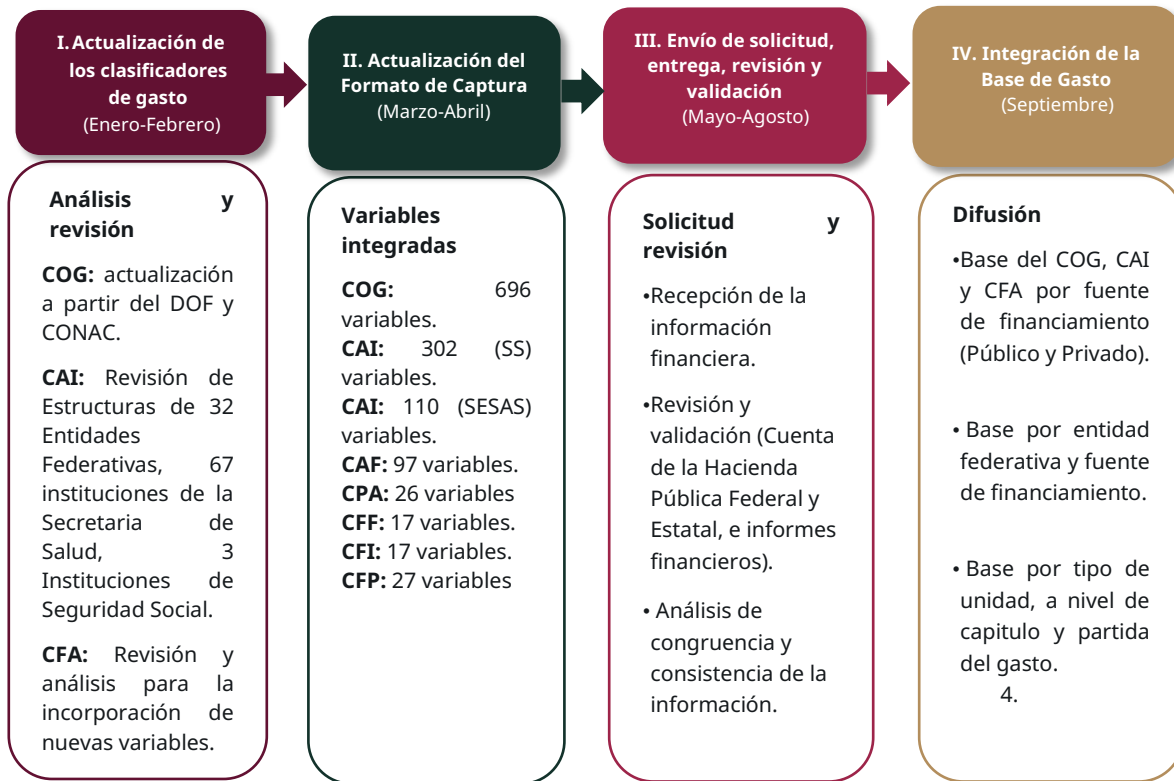 I. Actualización de
los clasificadores
de gasto
(Enero-Febrero)
II. Actualización del
Formato de Captura
(Marzo-Abril)
III. Envío de solicitud,
entrega, revisión y
validación
(Mayo-Agosto)
IV. Integración de la
Base de Gasto
(Septiembre)
Análisis y
revisión
COG: actualización
a partir del DOF y
CONAC.
CAI: Revisión de
Estructuras de 32
Entidades
Federativas, 67
instituciones de la
Secretaria de
Salud, 3
Instituciones de
Seguridad Social.
CFA: Revisión y
análisis para la
incorporación de
nuevas variables.
Variables
integradas
COG: 696
variables.
CAI: 302 (SS)
variables.
CAI: 110 (SESAS)
variables.
CAF: 97 variables.
CPA: 26 variables
CFF: 17 variables.
CFI: 17 variables.
CFP: 27 variables
Solicitud y
revisión
•Recepción de la
información
financiera.
•Revisión y
validación (Cuenta
de la Hacienda
Pública Federal y
Estatal, e informes
financieros).
• Análisis de
congruencia y
consistencia de la
información.
Difusión
•Base del COG, CAI
y CFA por fuente
de financiamiento
(Público y Privado).
• Base por entidad
federativa y fuente
de financiamiento.
• Base por tipo de
unidad, a nivel de
capitulo y partida
del gasto.
4.